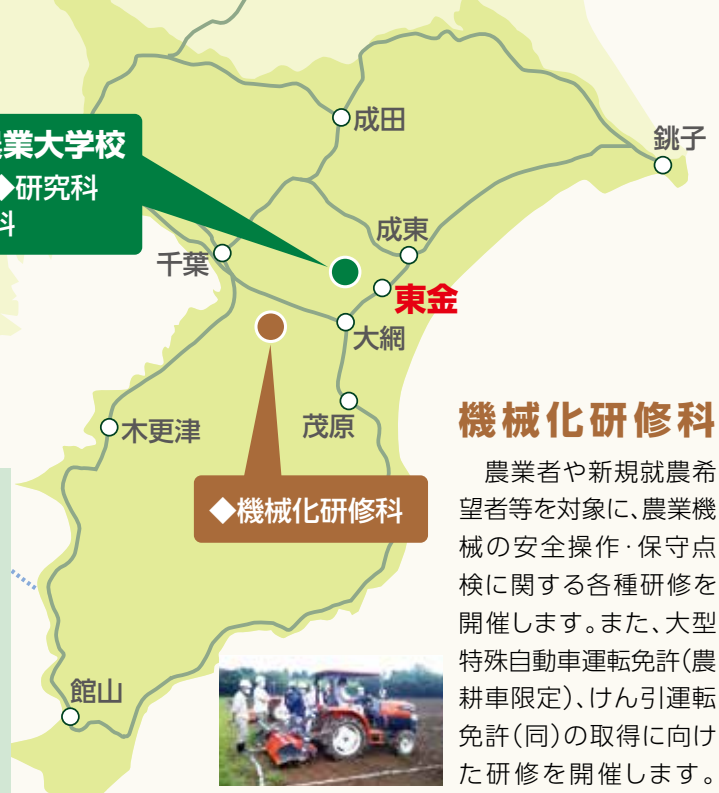 成田
銚子
業大学校
◆研究科
科
成東
千葉
東金
大網
木更津
茂原
機械化研修科
◆機械化研修科
農業者や新規就農希
望者等を対象に、農業機
械の安全操作・保守点
検に関する各種研修を
開催します。また、大型
特殊自動車運転免許(農
耕車限定)、けん引運転
免許(同)の取得に向け
た研修を開催します。
館山